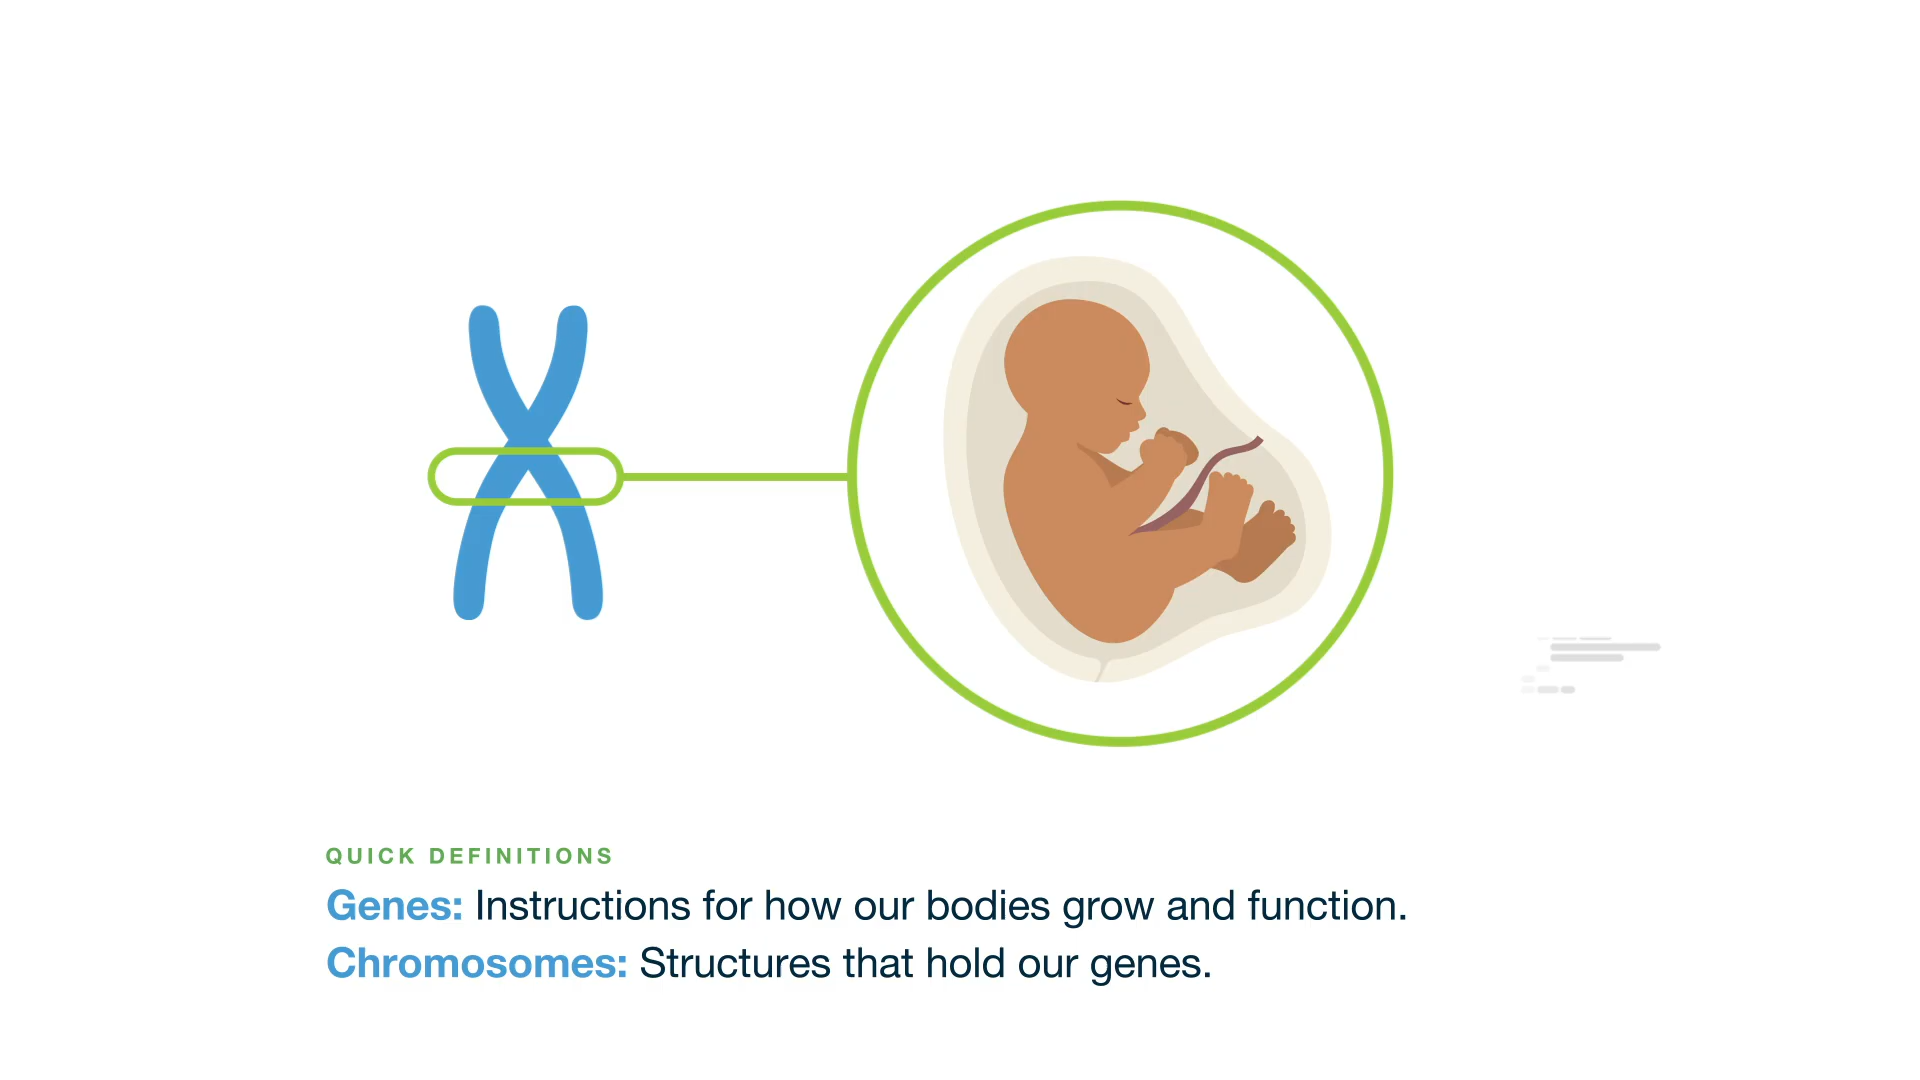 QUICK DEFINITIONS
Genes: Instructions for how our bodies grow and function.
Chromosomes: Structures that hold our genes.